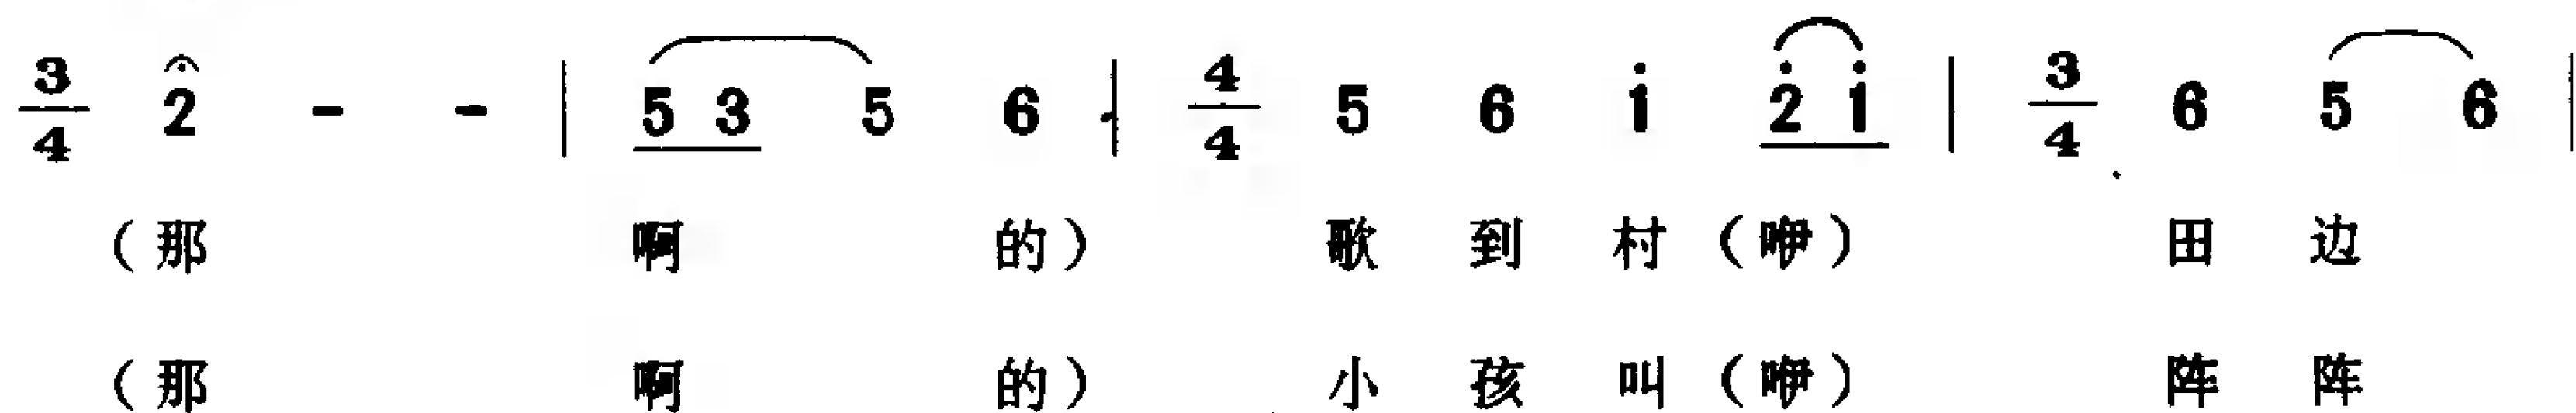 3/4 2 - - | 5 3 5 6 | 4/4 5 6 i 2̇ i | 3/4 6 5 6 |
（那 啊 的） 歌 到 村（咿） 田 边
（那 啊 的） 小 孩 叫（咿） 阵 阵